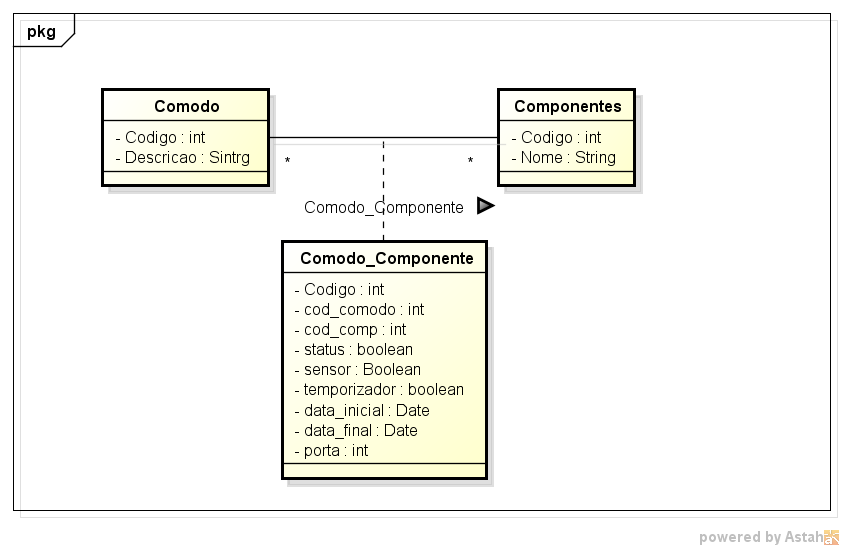 pkg
Comodo
- Codigo : int
- Descricao : Sintrg
Componentes
- Codigo : int
- Nome : String
*
*
Comodo_Componente
Comodo_Componente
- Codigo : int
- cod_comodo : int
- cod_comp : int
- status : boolean
- sensor : Boolean
- temporizador : boolean
- data_inicial : Date
- data_final : Date
- porta : int
powered by Astah